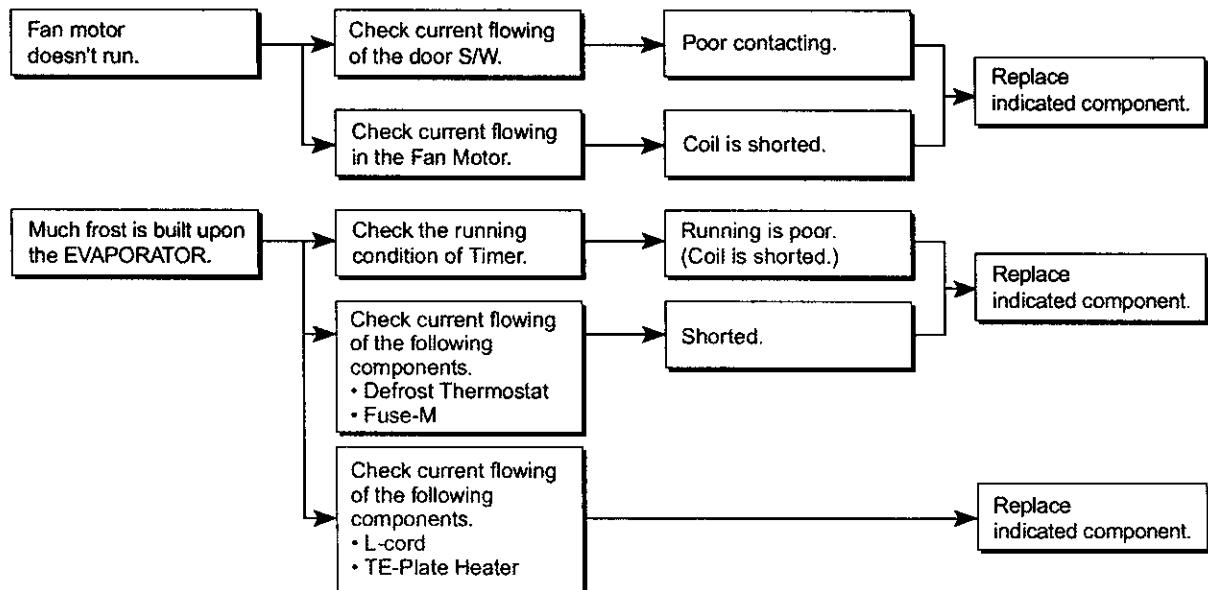 Fan motor
doesn't run.
Check current flowing
of the door S/W.
Poor contacting.
Replace
indicated component.
Check current flowing
in the Fan Motor.
Coil is shorted.
Much frost is built upon
the EVAPORATOR.
Check the running
condition of Timer.
Running is poor.
(Coil is shorted.)
Replace
indicated component.
Check current flowing
of the following
components.
• Defrost Thermostat
• Fuse-M
Shorted.
Check current flowing
of the following
components.
• L-cord
• TE-Plate Heater
Replace
indicated component.